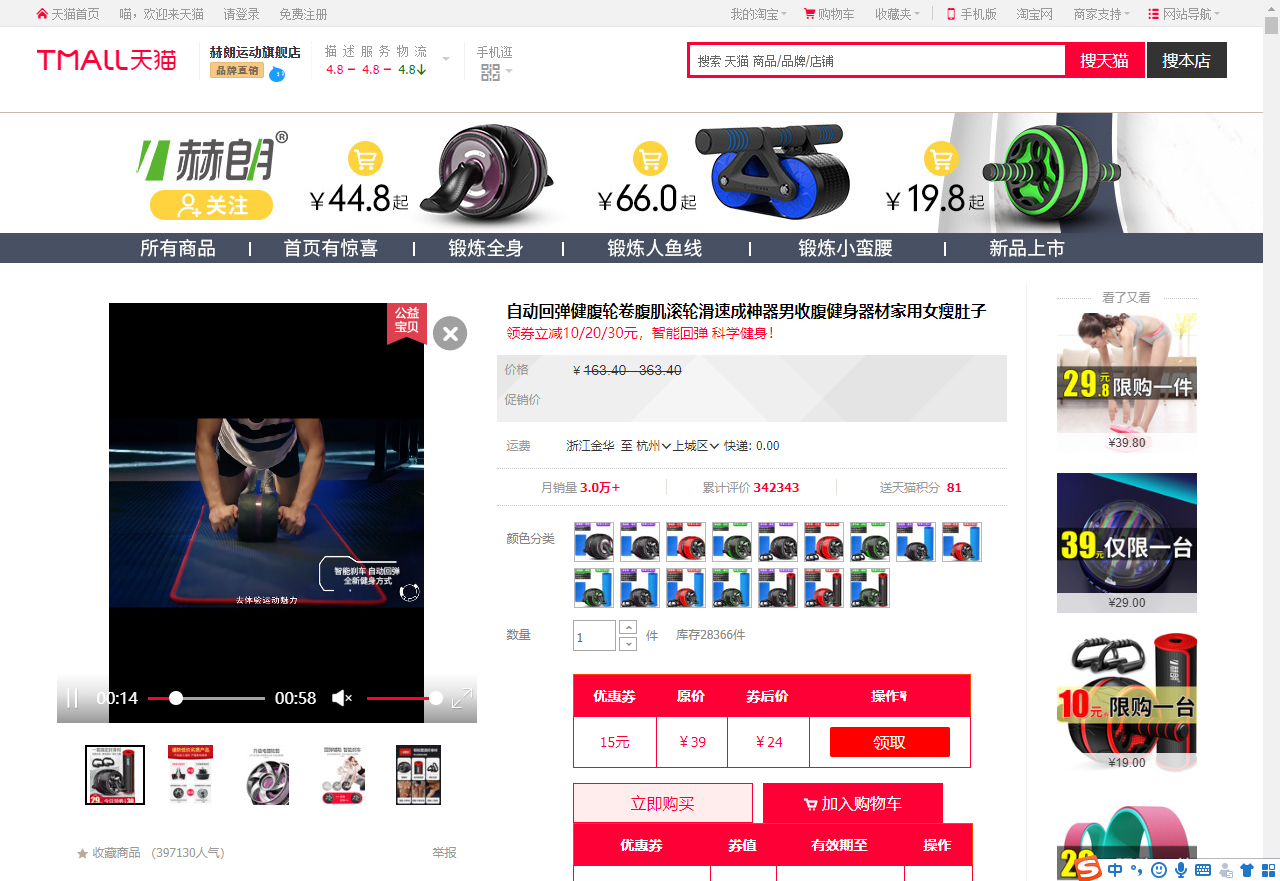 天猫首页 喵，欢迎来天猫 请登录 免费注册 我的淘宝 购物车 收藏夹 手机版 淘宝网 商家支持 网站导航
TMALL天猫
赫朗运动旗舰店
品牌直销
描 述 服 务 物 流
4.8 - 4.8 - 4.8↓
手机逛
搜索 天猫 商品/品牌/店铺 搜天猫 搜本店
赫朗®
关注
￥44.8起 ￥66.0起 ￥19.8起
所有商品 首页有惊喜 锻炼全身 锻炼人鱼线 锻炼小蛮腰 新品上市
公益
宝贝
智能刹车 自动回弹
全新健身方式
去体验运动魅力
00:14 00:58
收藏商品 (397130人气) 举报
自动回弹健腹轮卷腹肌滚轮滑速成神器男收腹健身器材家用女瘦肚子
领券立减10/20/30元，智能回弹 科学健身！
价格 ¥ 163.40 - 363.40
促销价
运费 浙江金华 至 杭州 上城区 快递: 0.00
月销量 3.0万+ 累计评价 342343 送天猫积分 81
颜色分类
数量 1 件 库存28366件
优惠劵 原价 劵后价 操作☟
15元 ￥39 ￥24 领取
立即购买 加入购物车
优惠劵 劵值 有效期至 操作
看了又看
29.8元限购一件
¥39.80
39元仅限一台
¥29.00
赫朗
10元限购一台
¥19.00
中